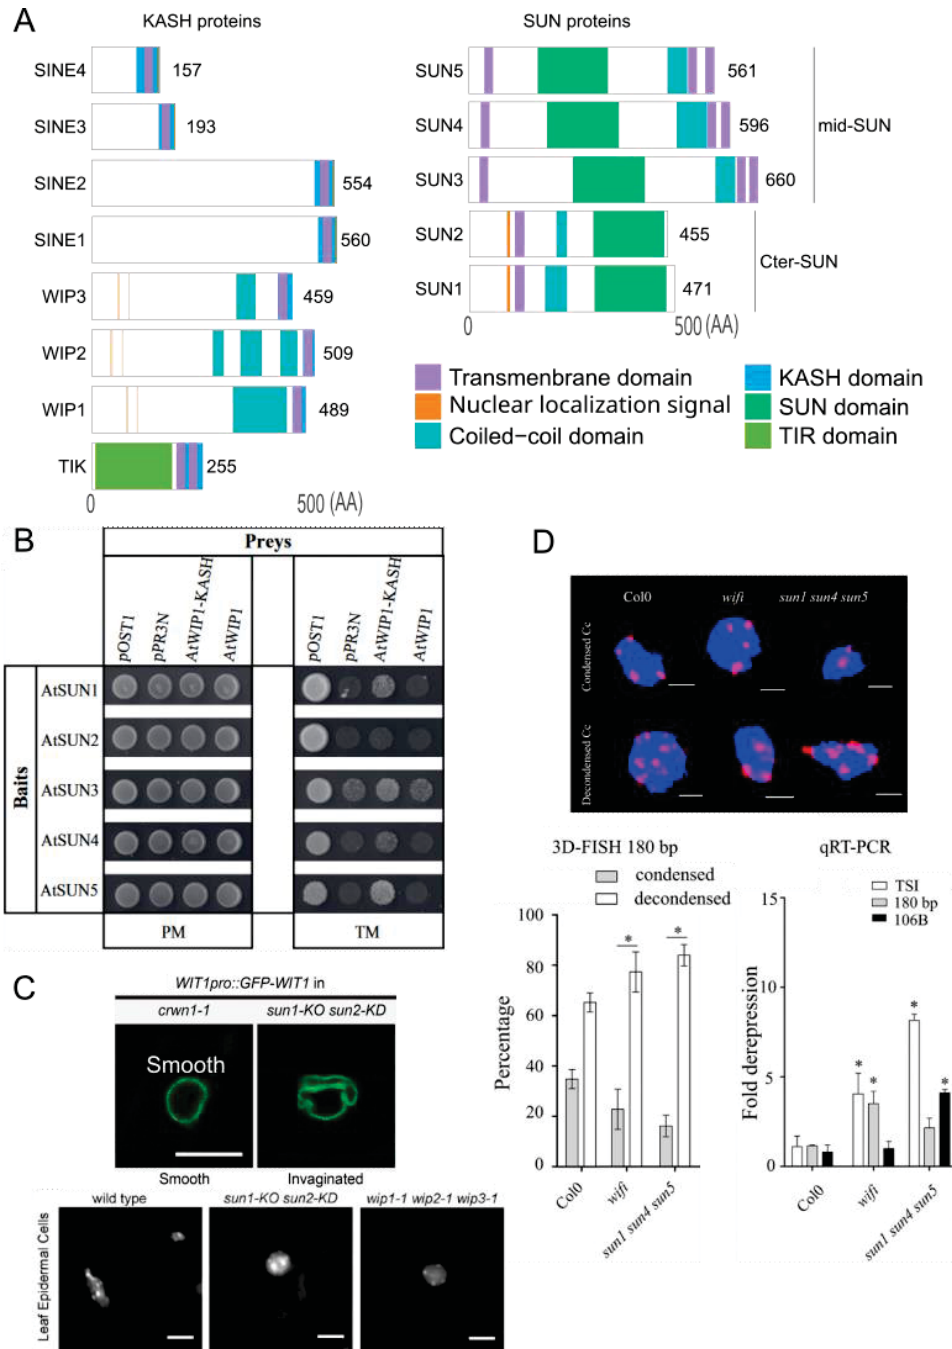 A
KASH proteins
SUN proteins
SINE4
157
SINE3
193
SINE2
554
SINE1
560
WIP3
459
WIP2
509
WIP1
489
TIK
255
0
500 (AA)
SUN5
561
SUN4
596
SUN3
660
SUN2
455
SUN1
471
0
500 (AA)
mid-SUN
Cter-SUN
Transmenbrane domain
Nuclear localization signal
Coiled-coil domain
KASH domain
SUN domain
TIR domain
B
Preys
pOST1
pPR3N
AtWIP1-KASH
AtWIP1
pOST1
pPR3N
AtWIP1-KASH
AtWIP1
Baits
AtSUN1
AtSUN2
AtSUN3
AtSUN4
AtSUN5
PM
TM
C
WIT1pro::GFP-WIT1 in
crwn1-1
sun1-KO sun2-KD
Smooth
Smooth
Invaginated
wild type
sun1-KO sun2-KD
wip1-1 wip2-1 wip3-1
Leaf Epidermal Cells
D
Col0
wifi
sun1 sun4 sun5
Condensed Cc
Decondensed Cc
3D-FISH 180 bp
condensed
decondensed
Percentage
100
80
60
40
20
0
*
*
Col0
wifi
sun1 sun4 sun5
qRT-PCR
TSI
180 bp
106B
Fold derepression
15
10
5
0
*
*
*
*
Col0
wifi
sun1 sun4 sun5